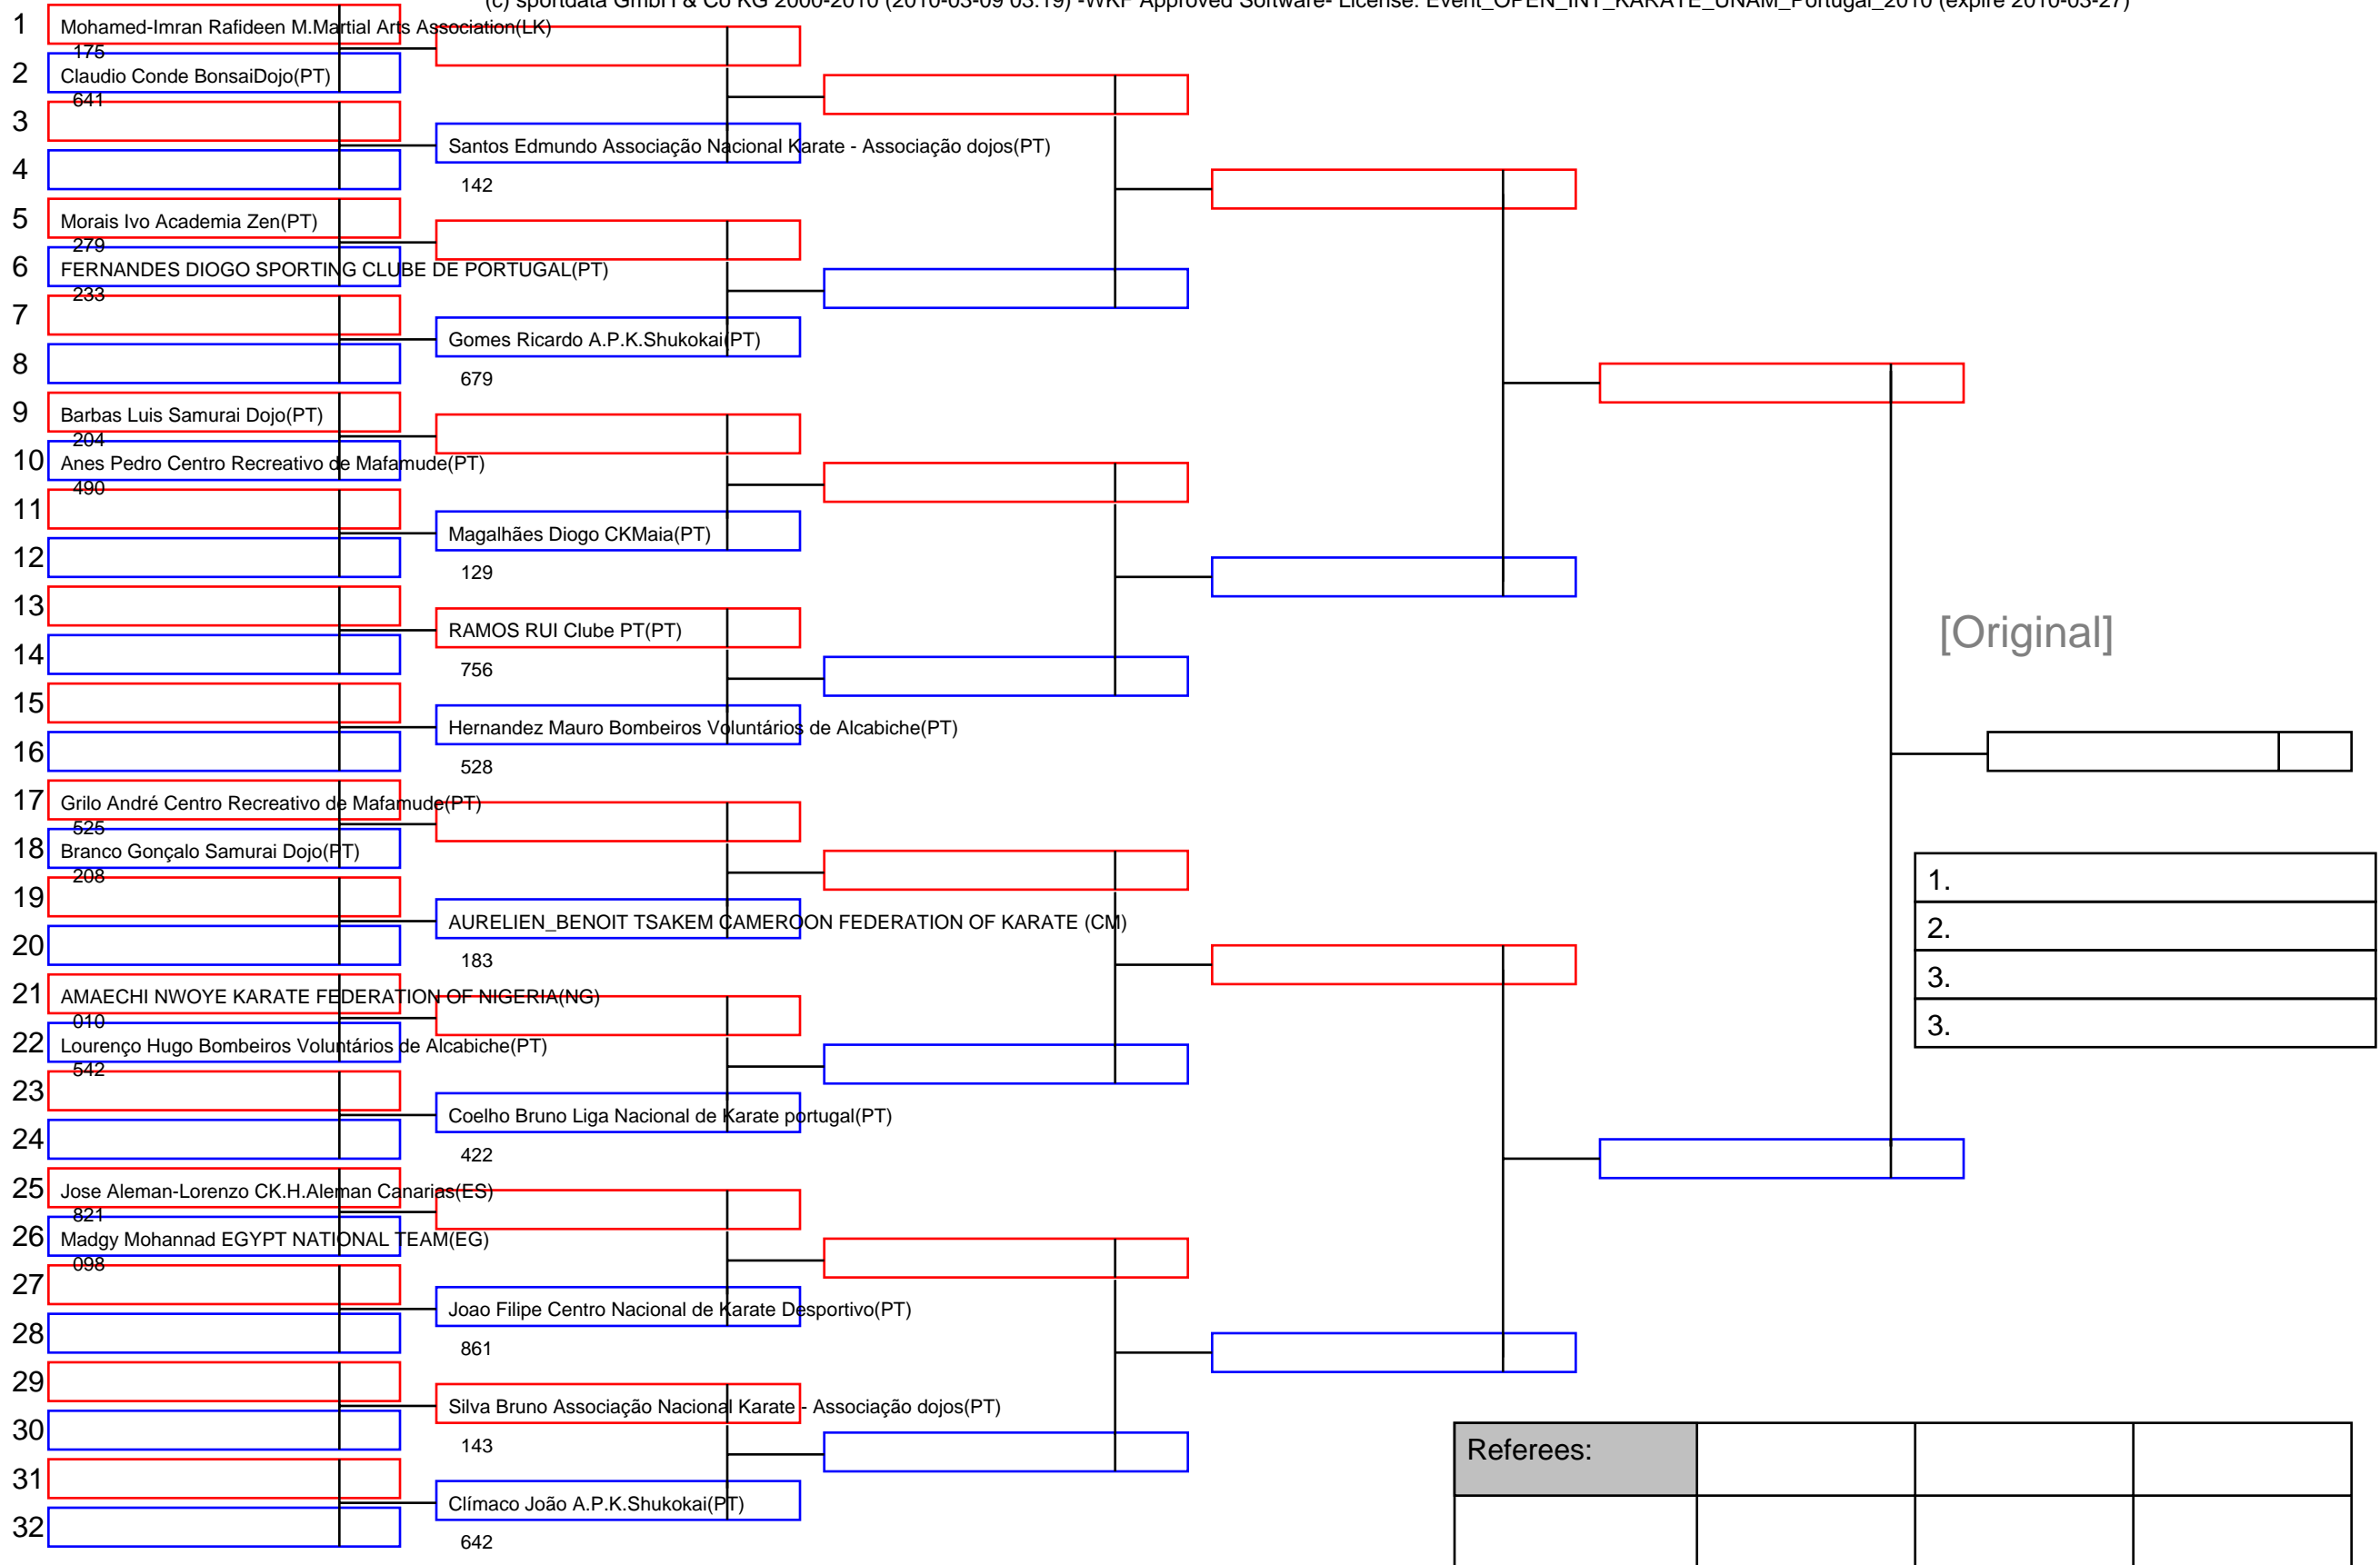 (c) sportdata GmbH & Co KG 2000-2010 (2010-03-09 03:19) -WKF Approved Software- License: Event_OPEN_INT_KARATE_UNAM_Portugal_2010 (expire 2010-03-27)
1 Mohamed-Imran Rafideen M.Martial Arts Association(LK)
175
2 Claudio Conde BonsaiDojo(PT)
641
3
Santos Edmundo Associação Nacional Karate - Associação dojos(PT)
4
142
5 Morais Ivo Academia Zen(PT)
279
6 FERNANDES DIOGO SPORTING CLUBE DE PORTUGAL(PT)
233
7
Gomes Ricardo A.P.K.Shukokai(PT)
8
679
9 Barbas Luis Samurai Dojo(PT)
204
10 Anes Pedro Centro Recreativo de Mafamude(PT)
490
11
Magalhães Diogo CKMaia(PT)
12
129
13
RAMOS RUI Clube PT(PT)
[Original]
14
756
15
Hernandez Mauro Bombeiros Voluntários de Alcabiche(PT)
16
528
17 Grilo André Centro Recreativo de Mafamude(PT)
525
18 Branco Gonçalo Samurai Dojo(PT)
208
19
AURELIEN_BENOIT TSAKEM CAMEROON FEDERATION OF KARATE (CM)
20
183
21 AMAECHI NWOYE KARATE FEDERATION OF NIGERIA(NG)
010
22 Lourenço Hugo Bombeiros Voluntários de Alcabiche(PT)
542
23
Coelho Bruno Liga Nacional de Karate portugal(PT)
24
422
25 Jose Aleman-Lorenzo CK.H.Aleman Canarias(ES)
821
26 Madgy Mohannad EGYPT NATIONAL TEAM(EG)
098
27
Joao Filipe Centro Nacional de Karate Desportivo(PT)
28
861
29
Silva Bruno Associação Nacional Karate - Associação dojos(PT)
30
143
31
Clímaco João A.P.K.Shukokai(PT)
32
642
1.
2.
3.
3.
Referees: